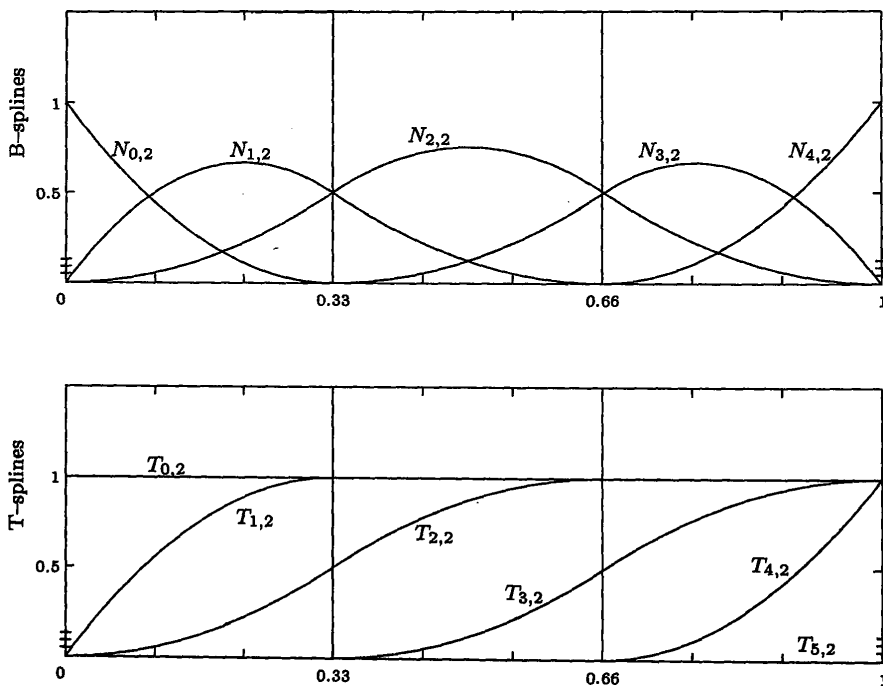 B–splines
1
0.5
N0,2
N1,2
N2,2
N3,2
N4,2
0
0.33
0.66
1
T–splines
1
0.5
T0,2
T1,2
T2,2
T3,2
T4,2
T5,2
0
0.33
0.66
1